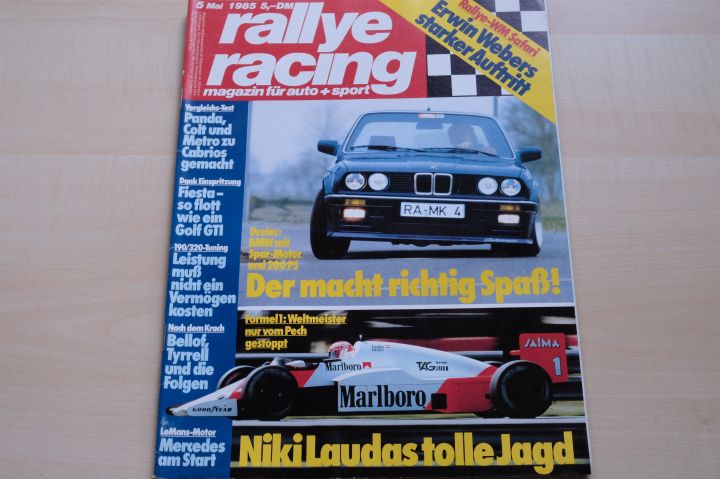 5 Mai 1985 5,-DM
rallye
racing
magazin für auto + sport
Rallye-WM Safari
Erwin Webers
starker Auftritt
Vergleichs-Test
Panda,
Colt und
Metro zu
Cabrios
gemacht
Dank Einspritzung
Fiesta –
so flott
wie ein
Golf GTI
190/320-Tuning
Leistung
muß
nicht ein
Vermögen
kosten
Nach dem Krach
Bellof,
Tyrrell
und die
Folgen
LeMans-Motor
Mercedes
am Start
RA-MK 4
Dreier-
BMW mit
Spar-Motor
und 200 PS
Der macht richtig Spaß!
Formel 1: Weltmeister
nur vom Pech
gestoppt
SAIMA
1
Marlboro
TAG
Marlboro
GOODYEAR
Niki Laudas tolle Jagd